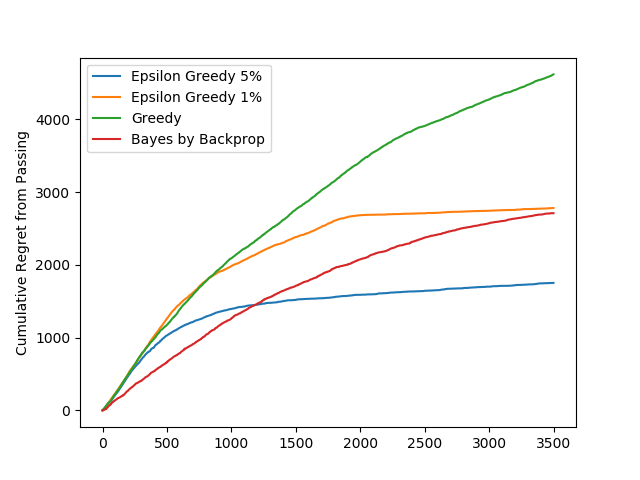 Epsilon Greedy 5%
Epsilon Greedy 1%
Greedy
Bayes by Backprop
Cumulative Regret from Passing
4000
3000
2000
1000
0
0 500 1000 1500 2000 2500 3000 3500